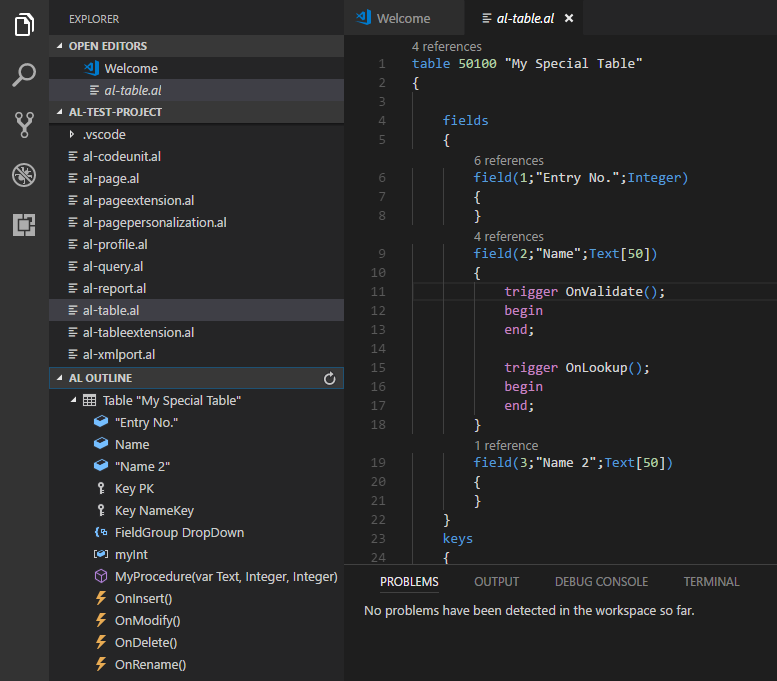 EXPLORER
OPEN EDITORS
Welcome
al-table.al
AL-TEST-PROJECT
.vscode
al-codeunit.al
al-page.al
al-pageextension.al
al-pagepersonalization.al
al-profile.al
al-query.al
al-report.al
al-table.al
al-tableextension.al
al-xmlport.al
AL OUTLINE
Table "My Special Table"
"Entry No."
Name
"Name 2"
Key PK
Key NameKey
FieldGroup DropDown
myInt
MyProcedure(var Text, Integer, Integer)
OnInsert()
OnModify()
OnDelete()
OnRename()
Welcome al-table.al
4 references
1 table 50100 "My Special Table"
2 {
3
4 fields
5 {
6 references
6 field(1;"Entry No.";Integer)
7 {
8 }
4 references
9 field(2;"Name";Text[50])
10 {
11 trigger OnValidate();
12 begin
13 end;
14
15 trigger OnLookup();
16 begin
17 end;
18 }
1 reference
19 field(3;"Name 2";Text[50])
20 {
21 }
22 }
23 keys
24 {
PROBLEMS OUTPUT DEBUG CONSOLE TERMINAL
No problems have been detected in the workspace so far.